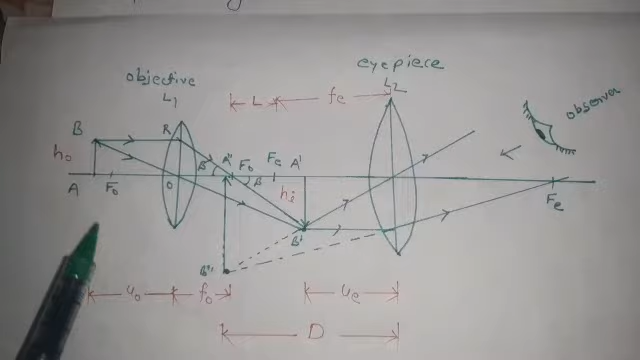 eyepiece
objective
L₁
L₂
L
fe
observer
B
R
h₀
A" F₀ Fe A'
β
β
A F₀ O
hi
Fe
B'
B"
u₀ f₀ ue
D